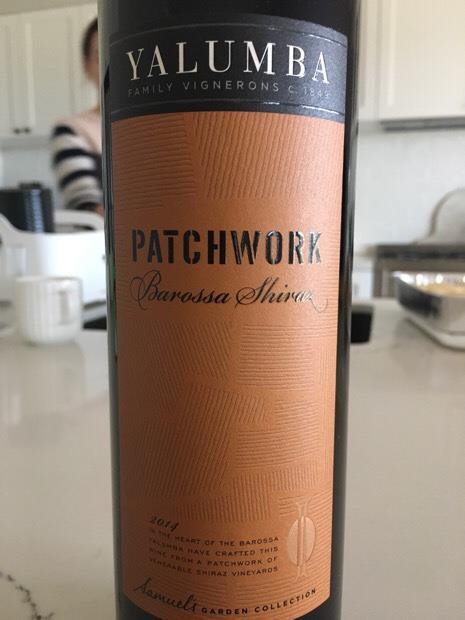 YALUMBA
FAMILY VIGNERONS C. 1849
PATCHWORK
Barossa Shiraz
2014
IN THE HEART OF THE BAROSSA
YALUMBA HAVE CRAFTED THIS
WINE FROM A PATCHWORK OF
VENERABLE SHIRAZ VINEYARDS
Samuel's GARDEN COLLECTION